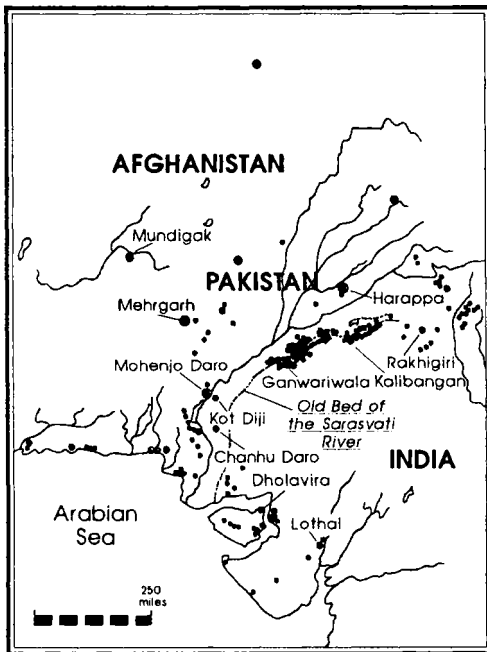 AFGHANISTAN
Mundigak
PAKISTAN
Mehrgarh
Harappa
Mohenjo Daro
Rakhigiri
Ganwariwala Kalibangan
Kot Diji
Old Bed of
the Sarasvati
River
Chanhu Daro
INDIA
Dholavira
Arabian
Sea
Lothal
250
miles